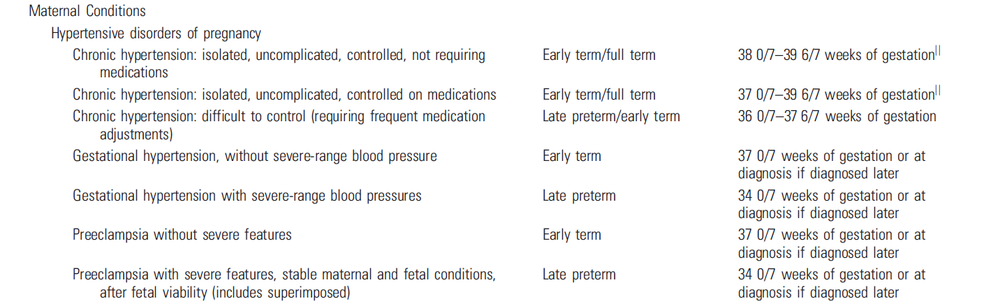 Maternal Conditions
Hypertensive disorders of pregnancy
Chronic hypertension: isolated, uncomplicated, controlled, not requiring medications Early term/full term 38 0/7–39 6/7 weeks of gestation||
Chronic hypertension: isolated, uncomplicated, controlled on medications Early term/full term 37 0/7–39 6/7 weeks of gestation||
Chronic hypertension: difficult to control (requiring frequent medication adjustments) Late preterm/early term 36 0/7–37 6/7 weeks of gestation
Gestational hypertension, without severe-range blood pressure Early term 37 0/7 weeks of gestation or at diagnosis if diagnosed later
Gestational hypertension with severe-range blood pressures Late preterm 34 0/7 weeks of gestation or at diagnosis if diagnosed later
Preeclampsia without severe features Early term 37 0/7 weeks of gestation or at diagnosis if diagnosed later
Preeclampsia with severe features, stable maternal and fetal conditions, after fetal viability (includes superimposed) Late preterm 34 0/7 weeks of gestation or at diagnosis if diagnosed later